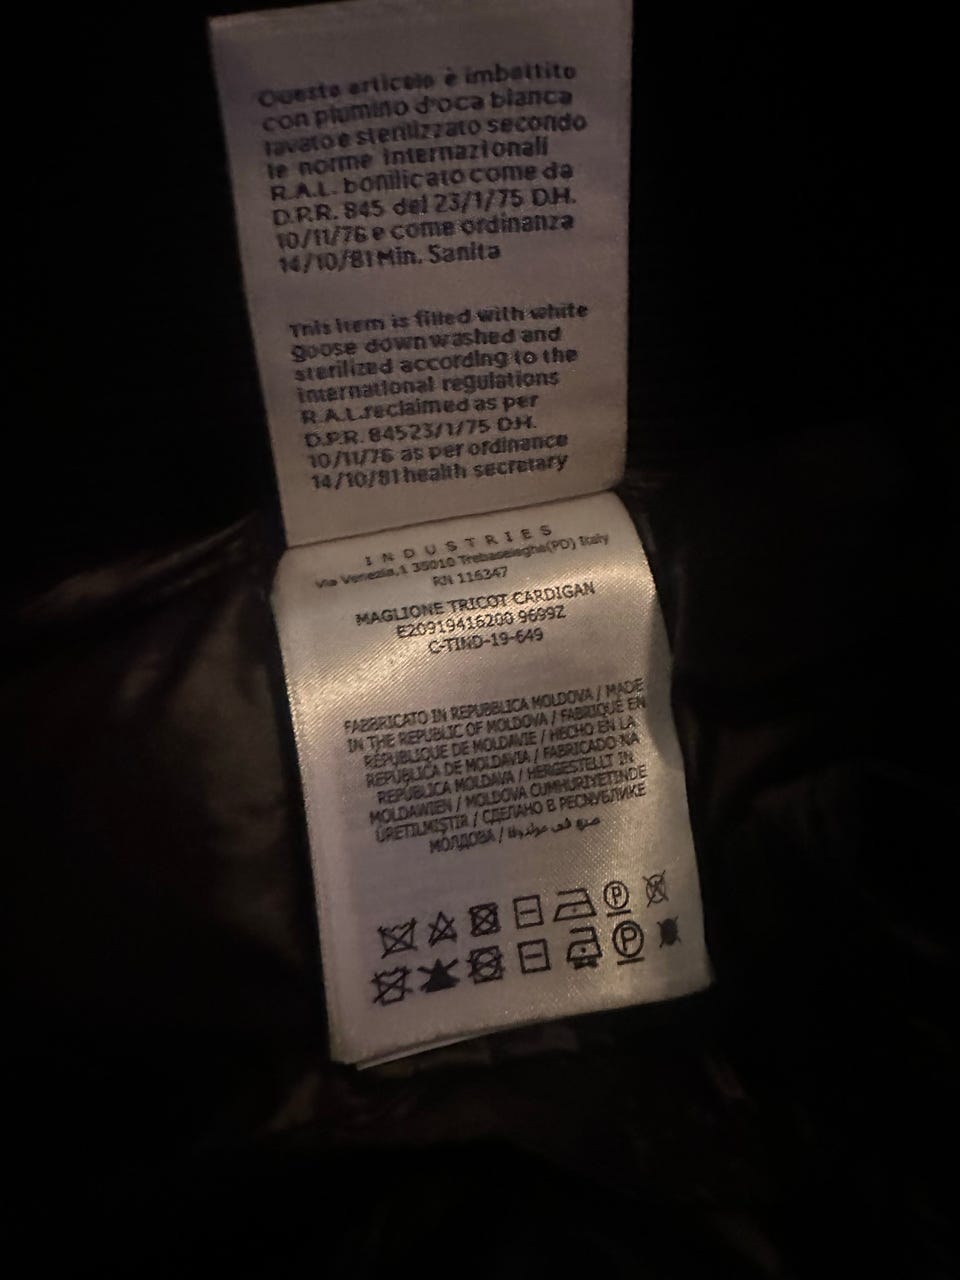 Questo articolo è imbottito
con piumino d'oca bianca
lavato e sterilizzato secondo
le norme internazionali
R.A.L. bonificato come da
D.P.R. 845 del 23/1/75 D.H.
10/11/76 e come ordinanza
14/10/81 Min. Sanita
This item is filled with white
goose down washed and
sterilized according to the
international regulations
R.A.L.reclaimed as per
D.P.R. 84523/1/75 D.H.
10/11/76 as per ordinance
14/10/81 health secretary
INDUSTRIES
Via Venezia,1 35010 Trebaseleghe(PD) Italy
RN 116347
MAGLIONE TRICOT CARDIGAN
E20919416200 9699Z
C-TIND-19-649
FABBRICATO IN REPUBBLICA MOLDOVA / MADE
IN THE REPUBLIC OF MOLDOVA / FABRIQUÉ EN
RÉPUBLIQUE DE MOLDAVIE / HECHO EN LA
REPÚBLICA DE MOLDAVIA / FABRICADO NA
REPÚBLICA MOLDAVA / HERGESTELLT IN
MOLDAWIEN / MOLDOVA CUMHURİYETİNDE
ÜRETİLMİŞTİR / СДЕЛАНО В РЕСПУБЛИКЕ
МОЛДОВА / صنع في مولدوفا
P
P